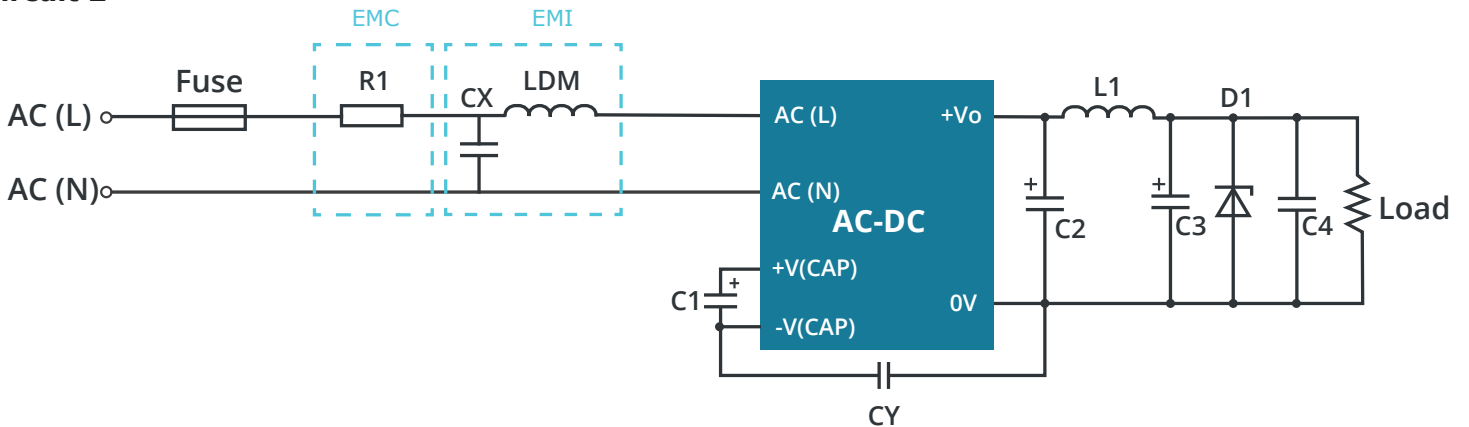 EMC
EMI
Fuse
R1
CX
LDM
L1
D1
AC (L)
AC (L)
+Vo
AC (N)
AC (N)
AC-DC
C2
C3
C4
Load
+
+
+V(CAP)
+
C1
0V
-V(CAP)
CY